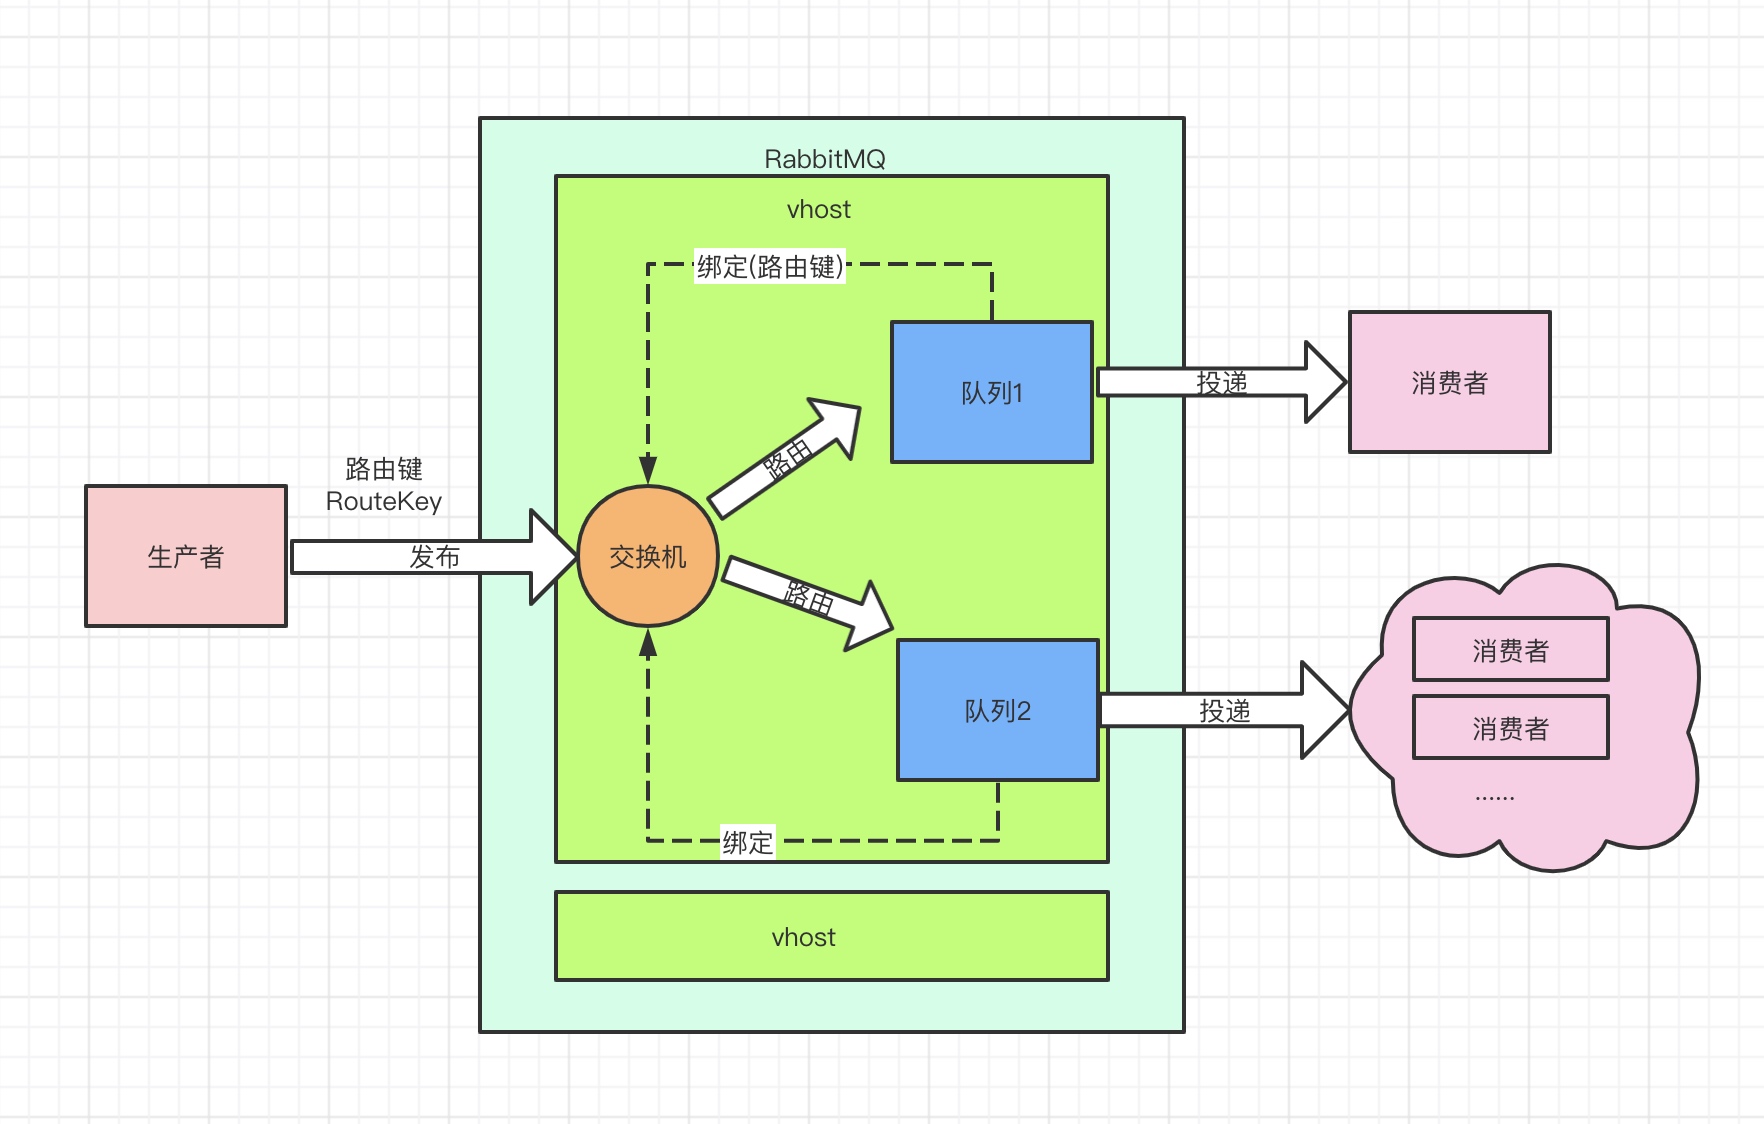 RabbitMQ
vhost
绑定(路由键)
队列1
投递
消费者
路由
路由键
RouteKey
生产者
发布
交换机
路由
队列2
投递
消费者
消费者
......
绑定
vhost